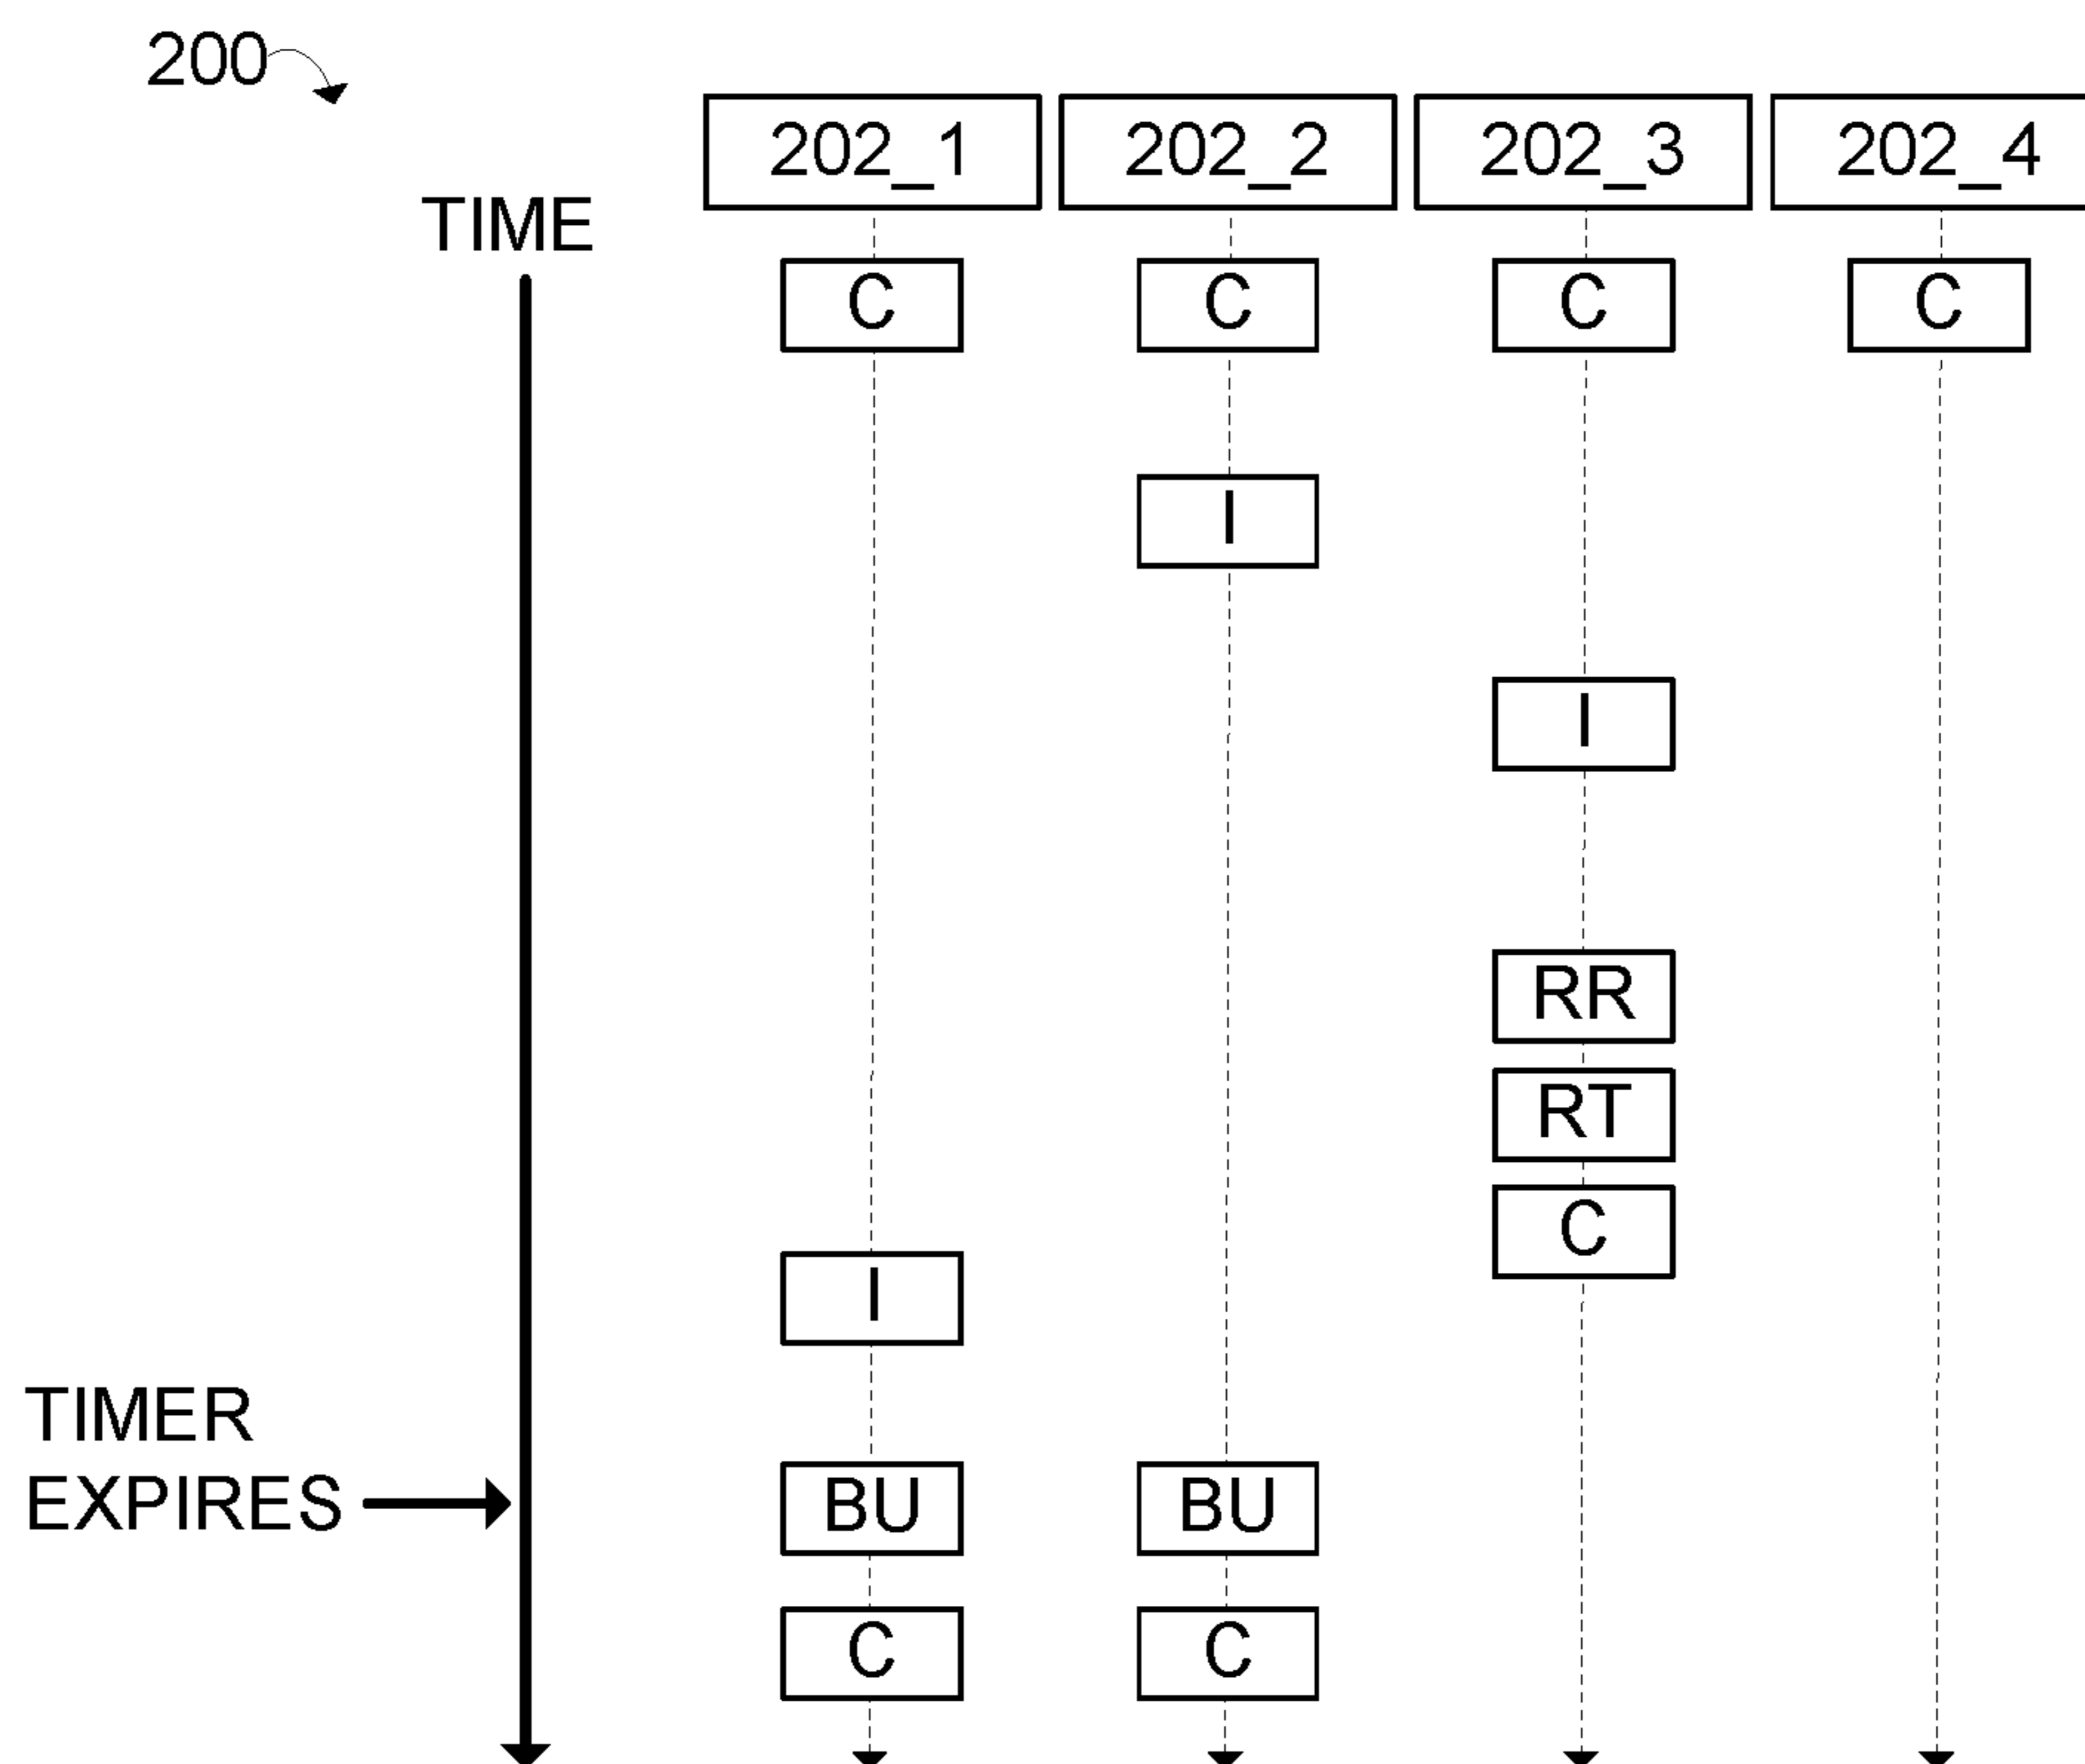 200
202_1 202_2 202_3 202_4
TIME
C C C C
I
I
RR
RT
C
I
TIMER
EXPIRES
BU BU
C C